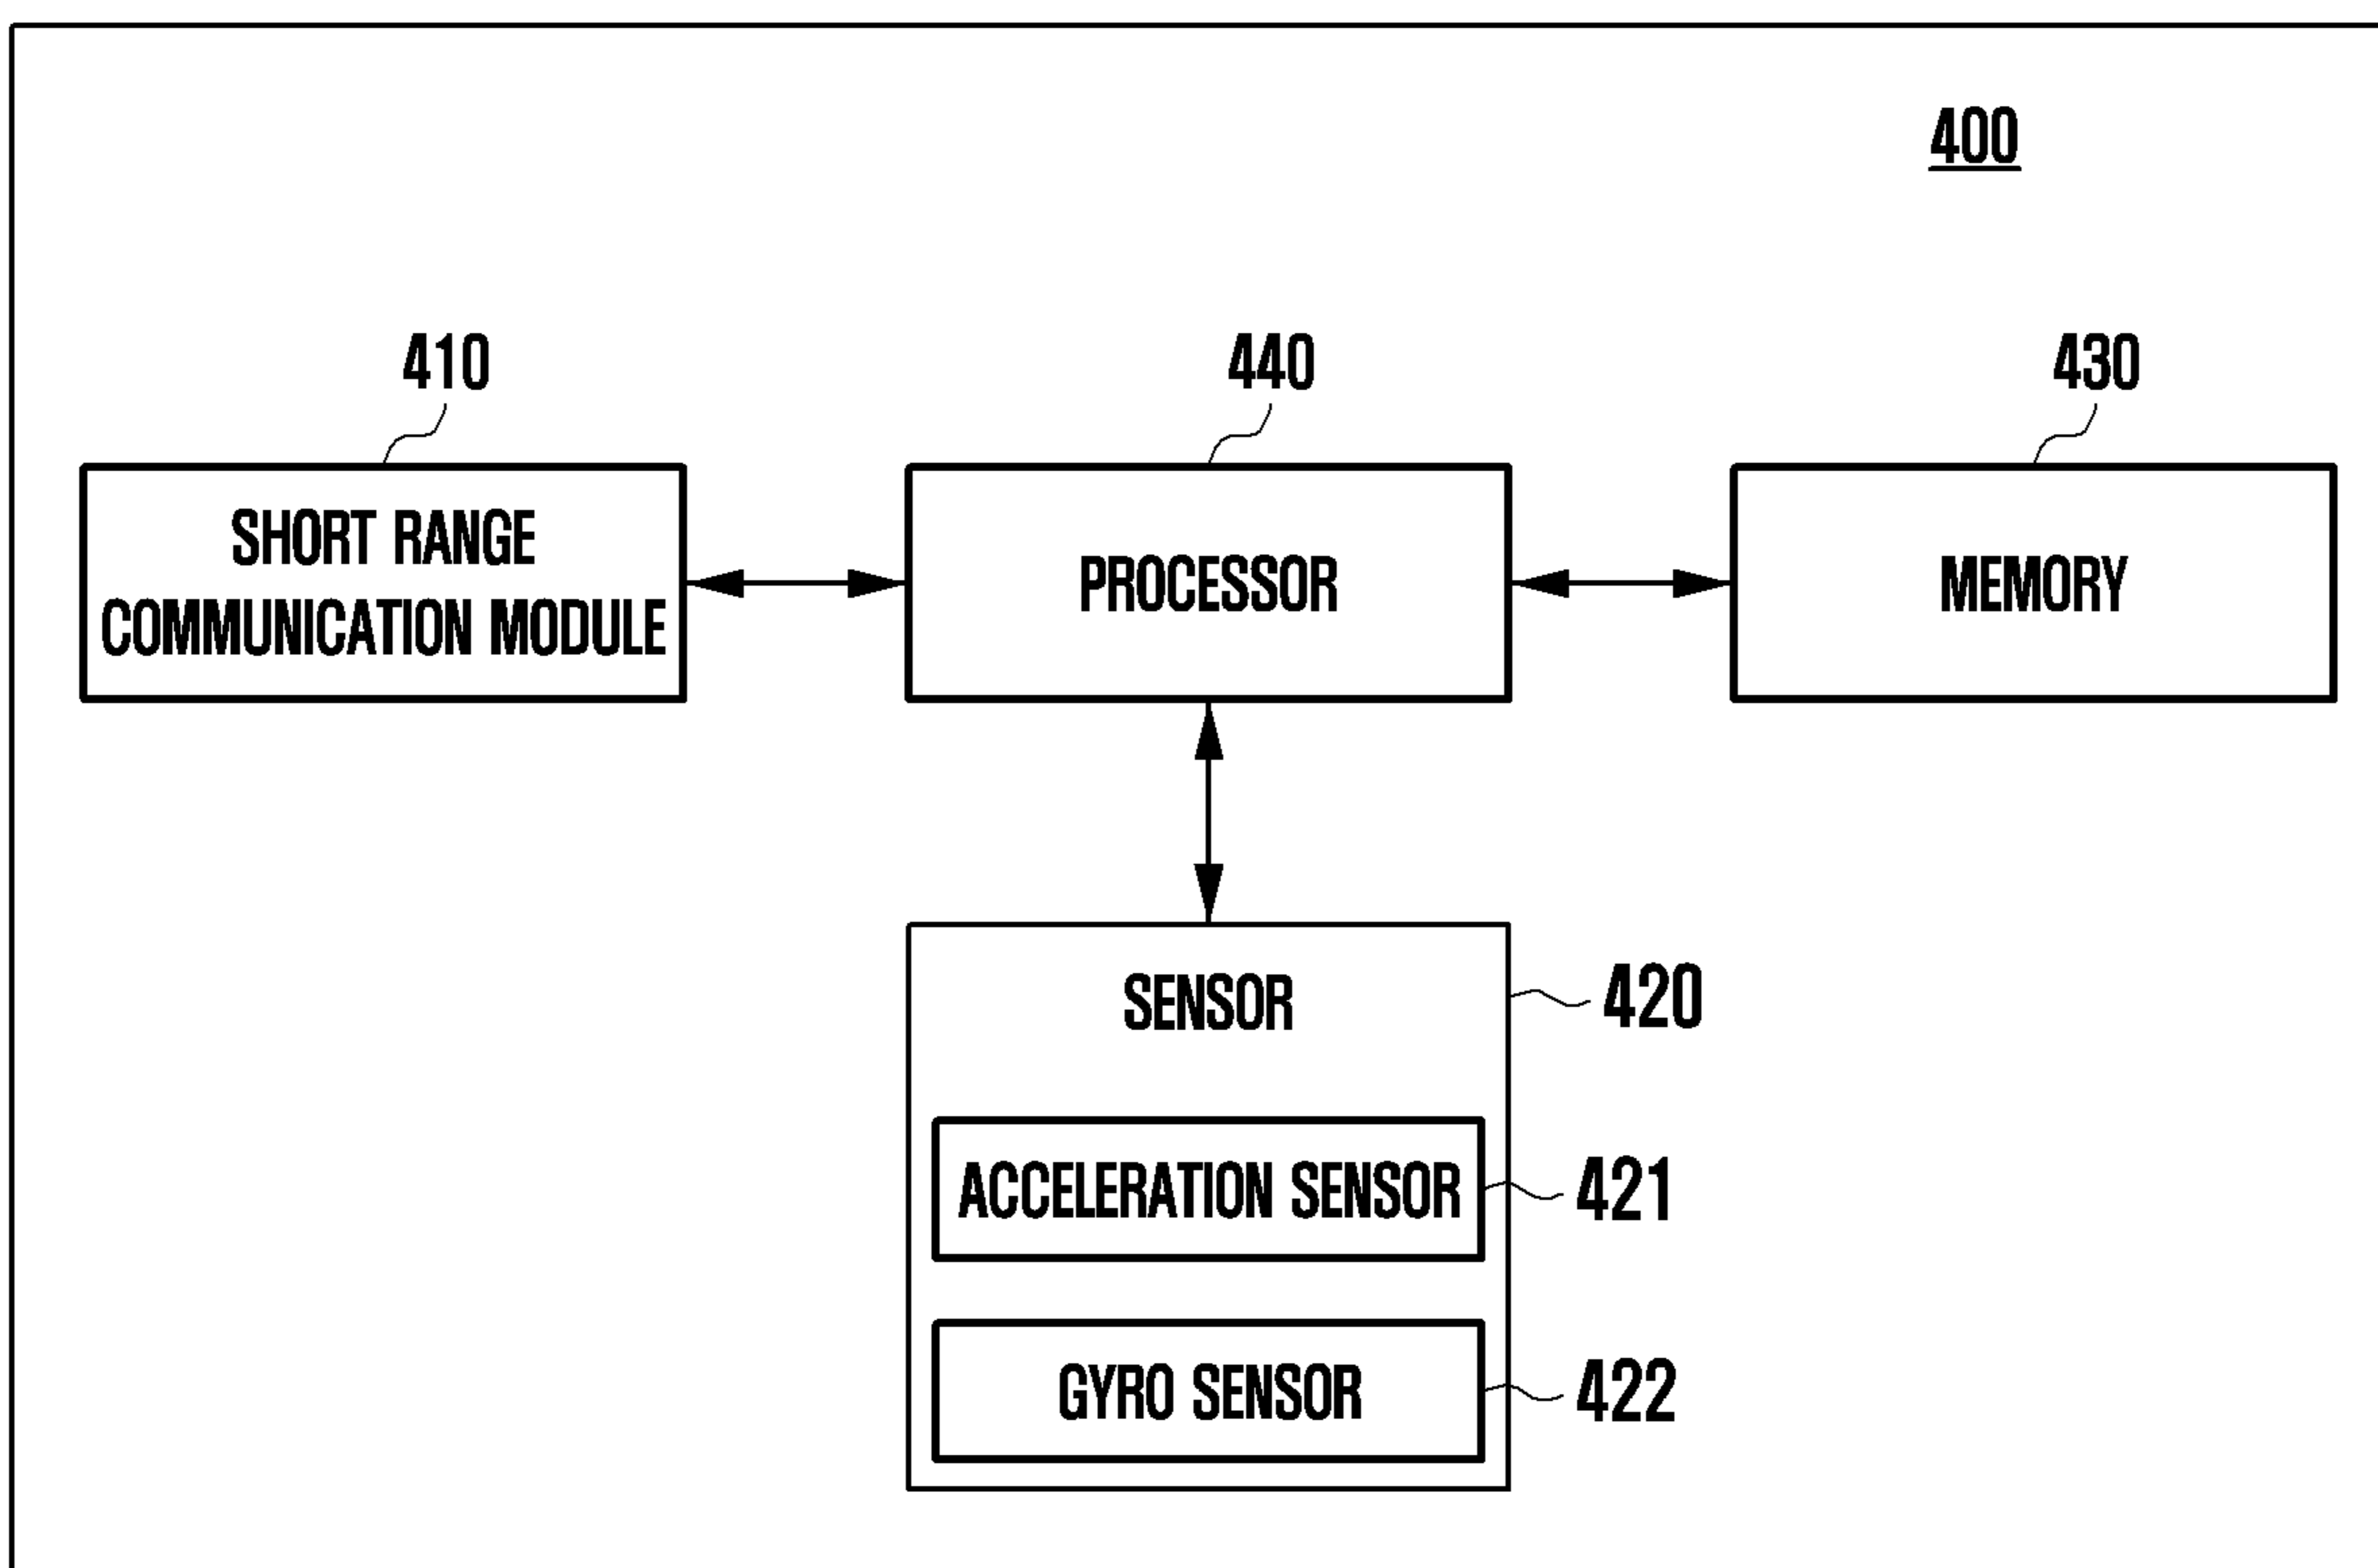 400
410
440
430
SHORT RANGE
COMMUNICATION MODULE
PROCESSOR
MEMORY
SENSOR
420
ACCELERATION SENSOR
421
GYRO SENSOR
422